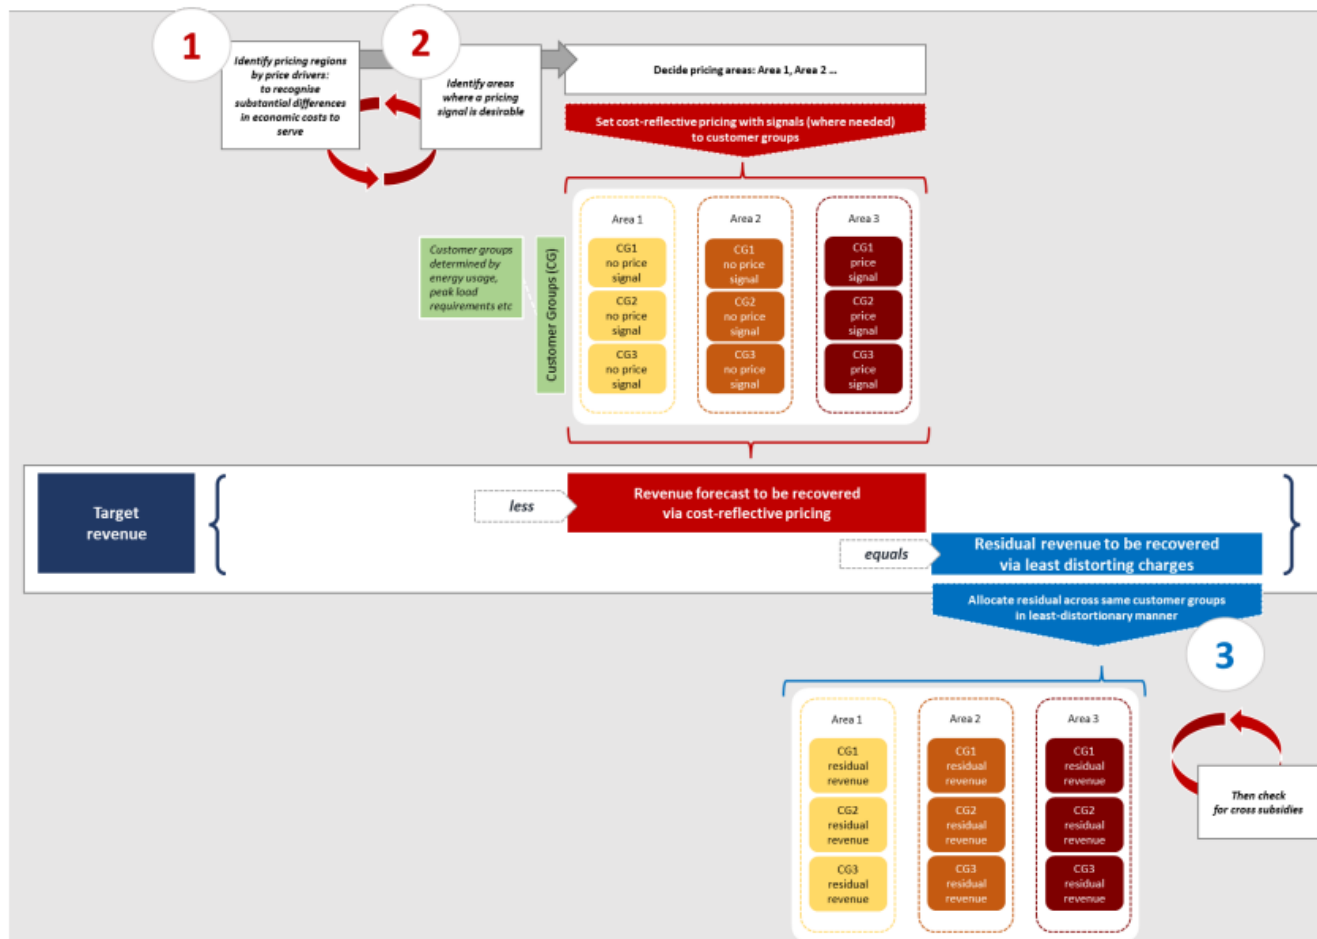 1
Identify pricing regions
by price drivers:
to recognise
substantial differences
in economic costs to
serve
2
Identify areas
where a pricing
signal is desirable
Decide pricing areas: Area 1, Area 2 ...
Set cost-reflective pricing with signals (where needed)
to customer groups
Customer groups
determined by
energy usage,
peak load
requirements etc
Customer Groups (CG)
Area 1
CG1
no price
signal
CG2
no price
signal
CG3
no price
signal
Area 2
CG1
no price
signal
CG2
no price
signal
CG3
no price
signal
Area 3
CG1
price
signal
CG2
price
signal
CG3
price
signal
Target
revenue
less
Revenue forecast to be recovered
via cost-reflective pricing
equals
Residual revenue to be recovered
via least distorting charges
Allocate residual across same customer groups
in least-distortionary manner
3
Area 1
CG1
residual
revenue
CG2
residual
revenue
CG3
residual
revenue
Area 2
CG1
residual
revenue
CG2
residual
revenue
CG3
residual
revenue
Area 3
CG1
residual
revenue
CG2
residual
revenue
CG3
residual
revenue
Then check
for cross subsidies